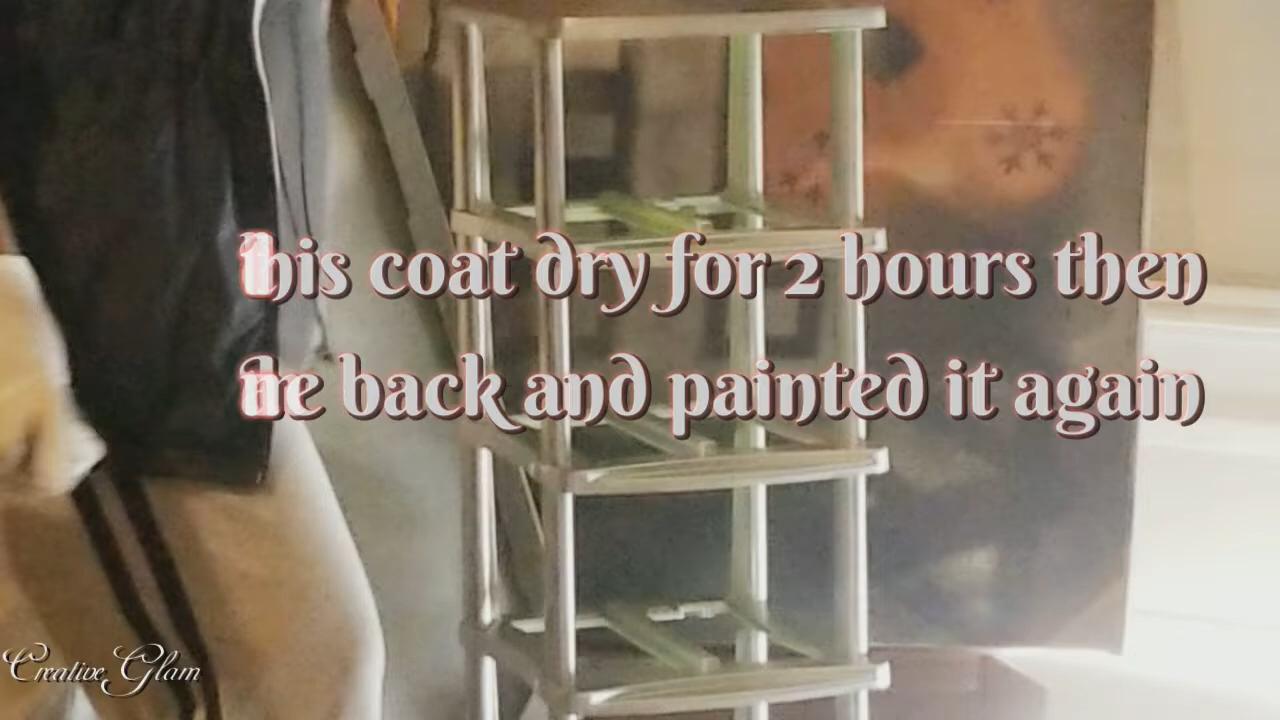 this coat dry for 2 hours then
back and painted it again
Creative Glam